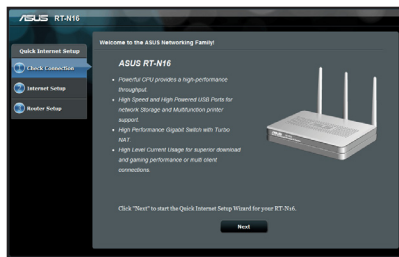 ASUS RT-N16
Quick Internet Setup
Check Connection
Internet Setup
Router Setup
Welcome to the ASUS Networking Family!
ASUS RT-N16
• Powerful CPU provides a high-performance
throughput.
• High Speed and High Powered USB Ports for
network Storage and Multifunction printer
support.
• High Performance Gigabit Switch with Turbo
NAT.
• High Level Current Usage for superior download
and gaming performance or multi client
connections.
Click "Next" to start the Quick Internet Setup Wizard for your RT-N16.
Next